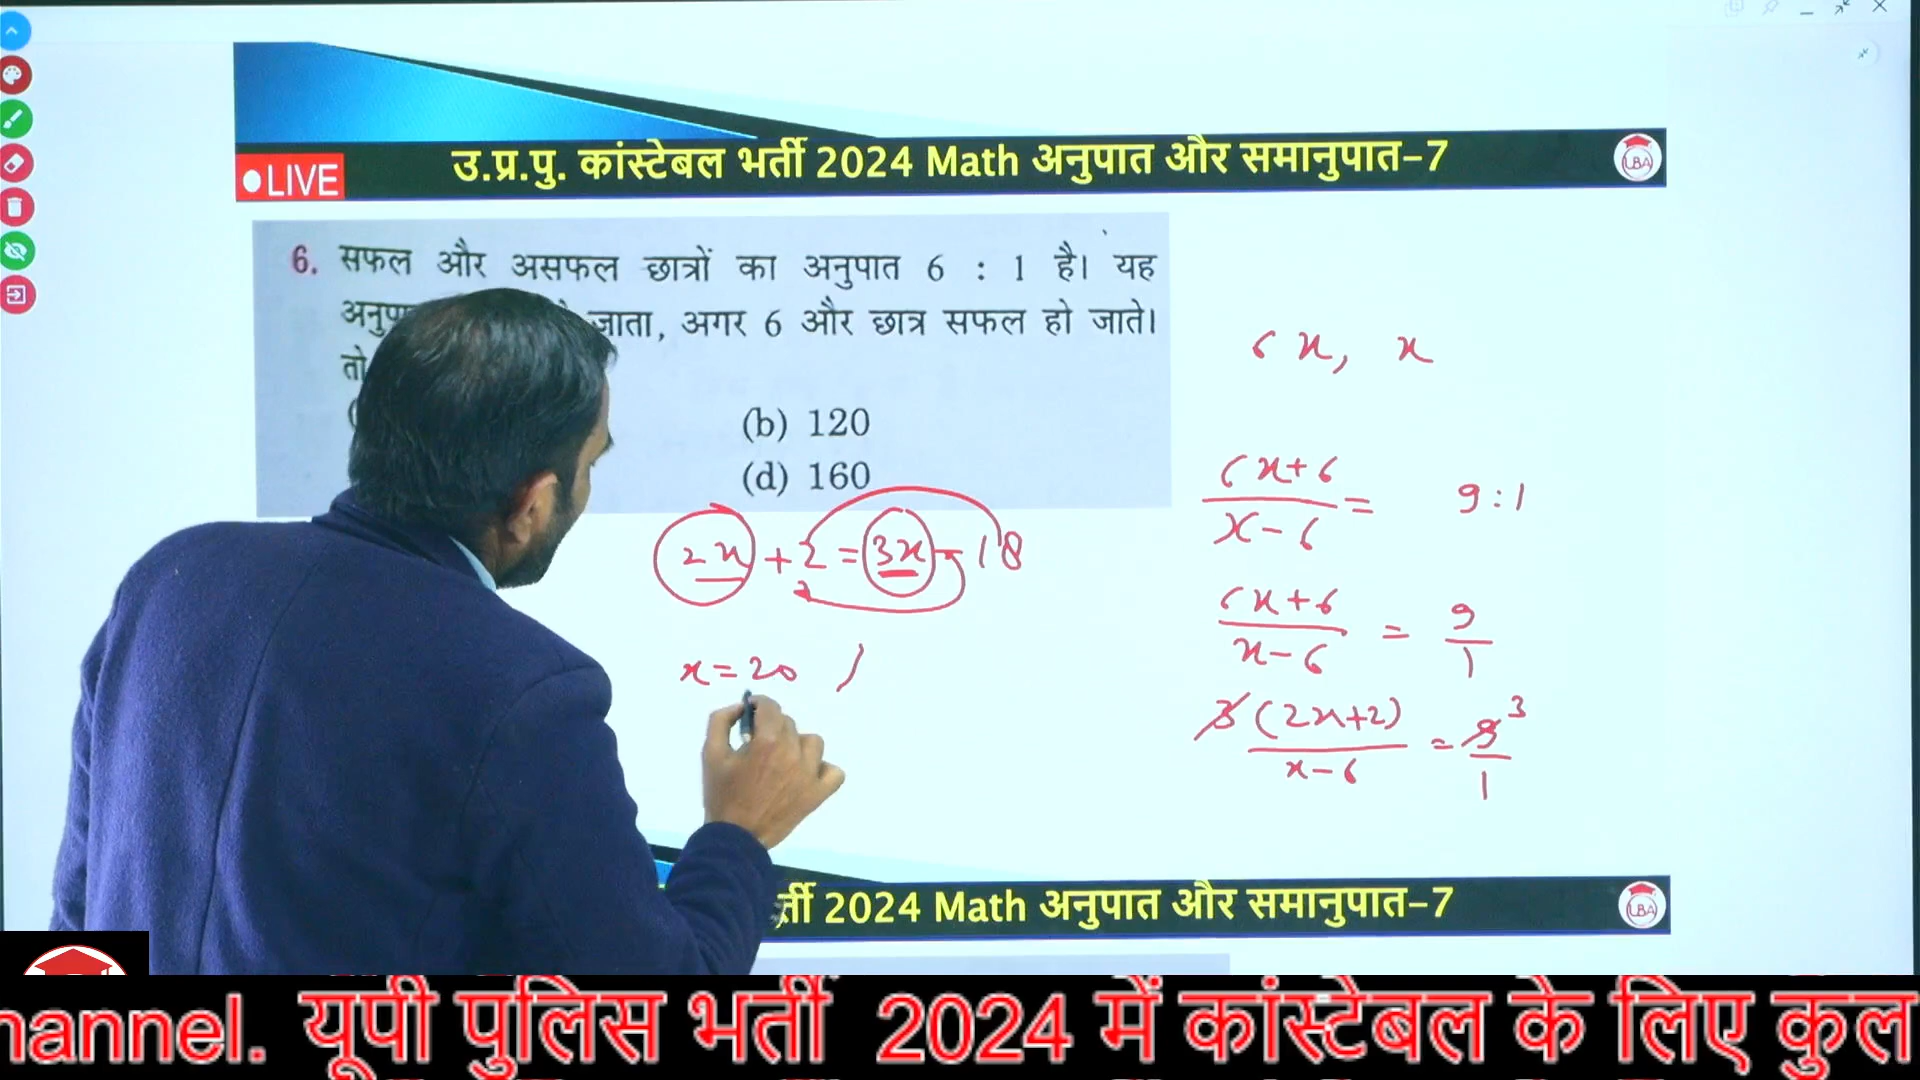 उ.प्र.पु. कांस्टेबल भर्ती 2024 Math अनुपात और समानुपात–7
LBA
●LIVE
6. सफल और असफल छात्रों का अनुपात 6 : 1 है। यह
जाता, अगर 6 और छात्र सफल हो जाते।
तो
(b) 120
(d) 160
6x, x
6x+6
x-6
= 9:1
2x + 2 = 3x - 18
6x+6
x-6
= 9
1
x=20
3(2x+2)
x-6
= 9 3
1
2024 Math अनुपात और समानुपात–7
LBA
यूपी पुलिस भर्ती 2024 में कांस्टेबल के लिए कुल